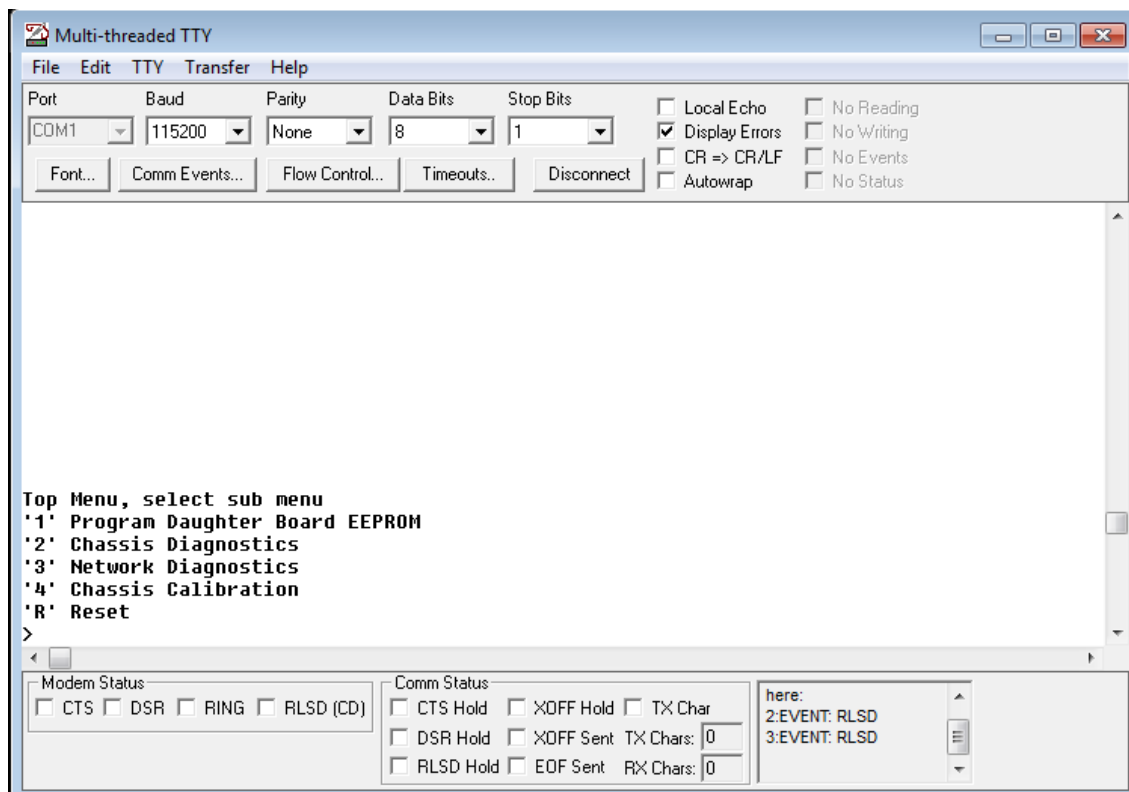 Multi-threaded TTY
File Edit TTY Transfer Help
Port Baud Parity Data Bits Stop Bits
COM1 115200 None 8 1
Font... Comm Events... Flow Control... Timeouts.. Disconnect
Local Echo No Reading
Display Errors No Writing
CR => CR/LF No Events
Autowrap No Status
Top Menu, select sub menu
'1' Program Daughter Board EEPROM
'2' Chassis Diagnostics
'3' Network Diagnostics
'4' Chassis Calibration
'R' Reset
>
Modem Status
CTS DSR RING RLSD (CD)
Comm Status
CTS Hold XOFF Hold TX Char
DSR Hold XOFF Sent TX Chars: 0
RLSD Hold EOF Sent RX Chars: 0
here:
2:EVENT: RLSD
3:EVENT: RLSD